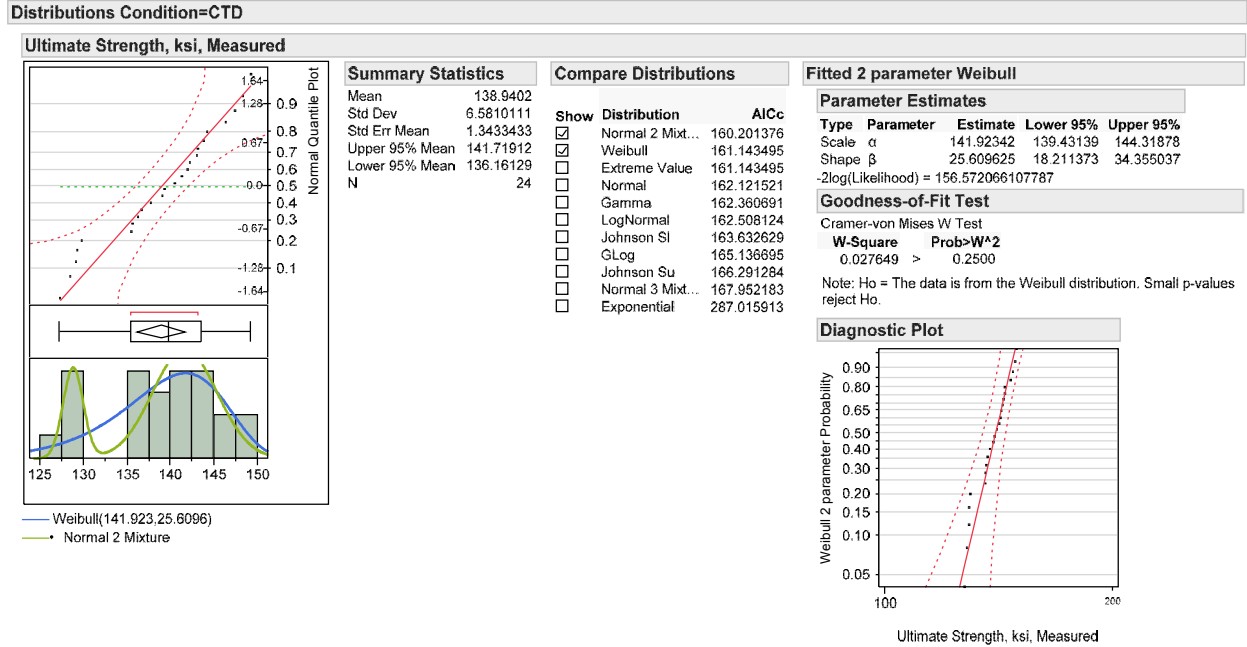 Distributions Condition=CTD
Ultimate Strength, ksi, Measured
1.64
1.28
0.67
0.0
-0.67
-1.28
-1.64
0.9
0.8
0.7
0.6
0.5
0.4
0.3
0.2
0.1
Normal Quantile Plot
125 130 135 140 145 150
Weibull(141.923,25.6096)
Normal 2 Mixture
Summary Statistics
Mean 138.9402
Std Dev 6.5810111
Std Err Mean 1.3433433
Upper 95% Mean 141.71912
Lower 95% Mean 136.16129
N 24
Compare Distributions
Show Distribution AICc
Normal 2 Mixt... 160.201376
Weibull 161.143495
Extreme Value 161.143495
Normal 162.121521
Gamma 162.360691
LogNormal 162.508124
Johnson Sl 163.632629
GLog 165.136695
Johnson Su 166.291284
Normal 3 Mixt... 167.952183
Exponential 287.015913
Fitted 2 parameter Weibull
Parameter Estimates
Type Parameter Estimate Lower 95% Upper 95%
Scale α 141.92342 139.43139 144.31878
Shape β 25.609625 18.211373 34.355037
-2log(Likelihood) = 156.572066107787
Goodness-of-Fit Test
Cramer-von Mises W Test
W-Square Prob>W^2
0.027649 > 0.2500
Note: Ho = The data is from the Weibull distribution. Small p-values
reject Ho.
Diagnostic Plot
Weibull 2 parameter Probability
0.90
0.80
0.65
0.50
0.40
0.30
0.20
0.15
0.10
0.05
100 200
Ultimate Strength, ksi, Measured